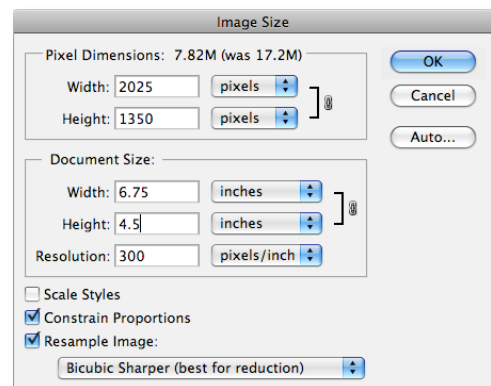 Image Size
Pixel Dimensions: 7.82M (was 17.2M)
Width: 2025 pixels
Height: 1350 pixels
OK
Cancel
Auto...
Document Size:
Width: 6.75 inches
Height: 4.5 inches
Resolution: 300 pixels/inch
Scale Styles
Constrain Proportions
Resample Image:
Bicubic Sharper (best for reduction)